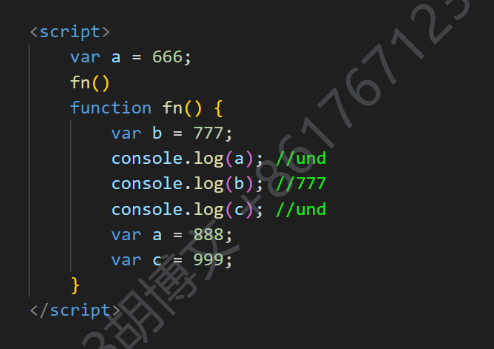 <script>
var a = 666;
fn()
function fn() {
var b = 777;
console.log(a); //und
console.log(b); //777
console.log(c); //und
var a = 888;
var c = 999;
}
</script>
3胡博文 +861767123